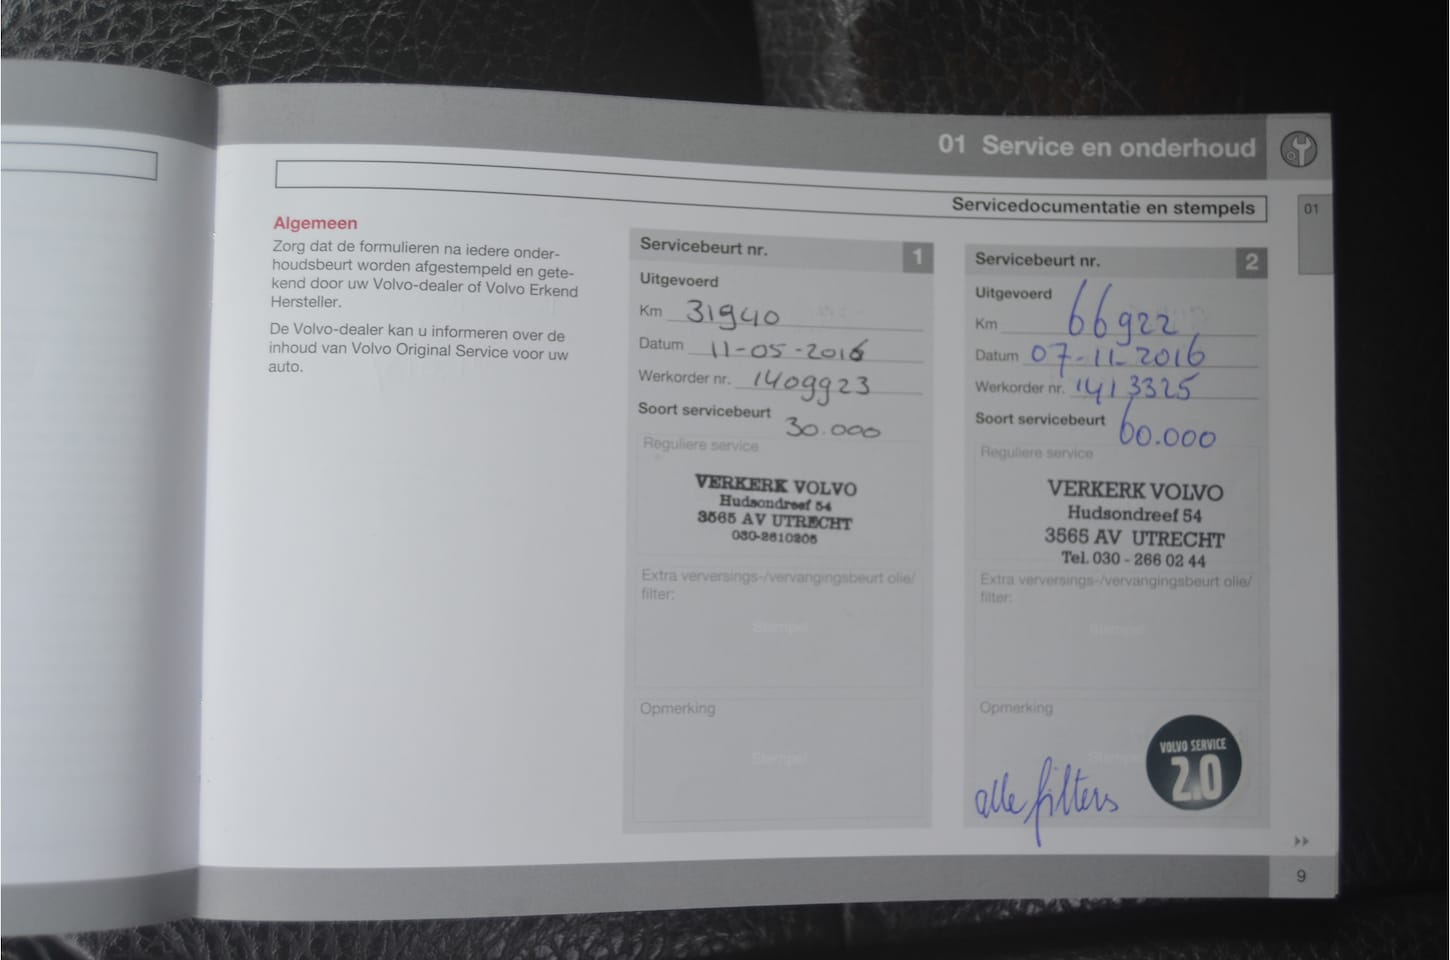 01 Service en onderhoud
Servicedocumentatie en stempels
01
Algemeen
Zorg dat de formulieren na iedere onder-
houdsbeurt worden afgestempeld en gete-
kend door uw Volvo-dealer of Volvo Erkend
Hersteller.
De Volvo-dealer kan u informeren over de
inhoud van Volvo Original Service voor uw
auto.
Servicebeurt nr. 1
Uitgevoerd
Km 31940
Datum 11-05-2016
Werkorder nr. 1409923
Soort servicebeurt 30.000
Reguliere service
VERKERK VOLVO
Hudsondreef 54
3565 AV UTRECHT
030-2610205
Extra verversings-/vervangingsbeurt olie/
filter:
Stempel
Opmerking
Stempel
Servicebeurt nr. 2
Uitgevoerd
Km 66922
Datum 07-11-2016
Werkorder nr. 1413325
Soort servicebeurt 60.000
Reguliere service
VERKERK VOLVO
Hudsondreef 54
3565 AV UTRECHT
Tel. 030 - 266 02 44
Extra verversings-/vervangingsbeurt olie/
filter:
Stempel
Opmerking
Stempel
VOLVO SERVICE
2.0
alle filters
9